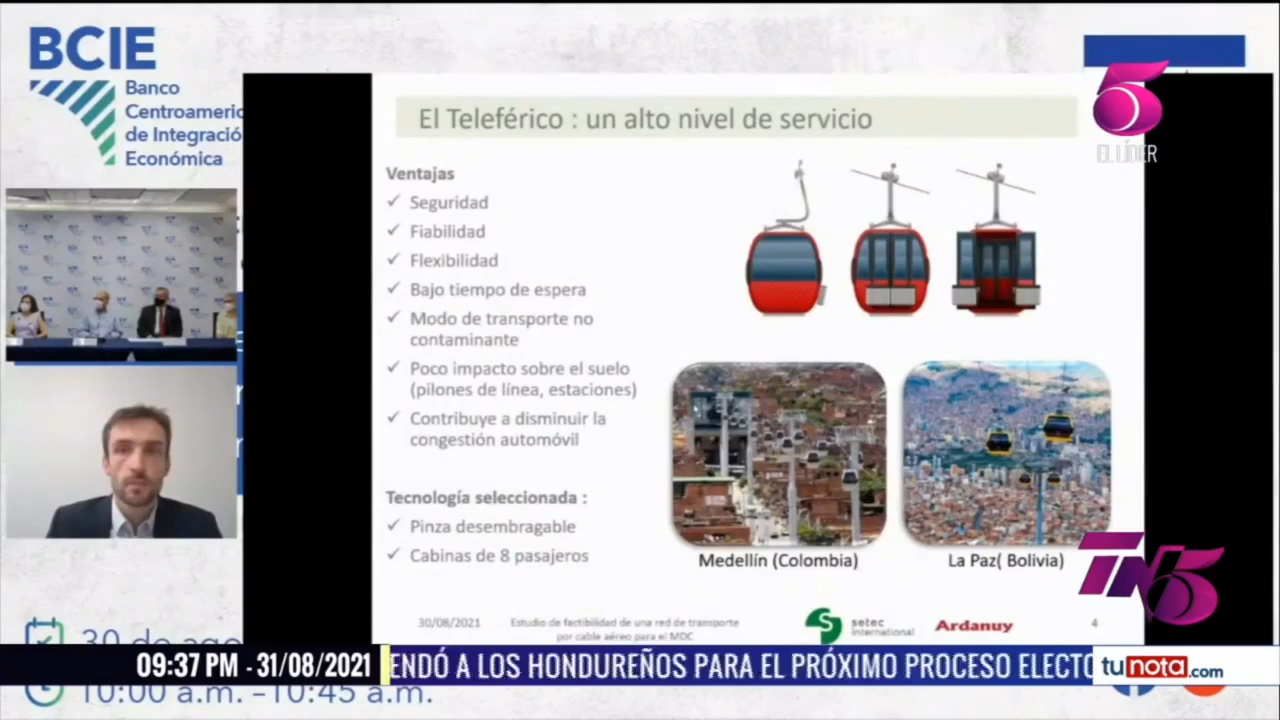 BCIE
Banco
Centroameric
de Integració
Económica
5
EL LÍDER
El Teleférico : un alto nivel de servicio
Ventajas
✓ Seguridad
✓ Fiabilidad
✓ Flexibilidad
✓ Bajo tiempo de espera
✓ Modo de transporte no
contaminante
✓ Poco impacto sobre el suelo
(pilones de línea, estaciones)
✓ Contribuye a disminuir la
congestión automóvil
Tecnología seleccionada :
✓ Pinza desembragable
✓ Cabinas de 8 pasajeros
Medellín (Colombia)
La Paz( Bolivia)
TN5
30/08/2021
Estudio de factibilidad de una red de transporte
por cable aéreo para el MDC
setec
international
Ardanuy
4
30 de ago
09:37 PM - 31/08/2021
ENDÓ A LOS HONDUREÑOS PARA EL PRÓXIMO PROCESO ELECTO
tunota.com
10:00 a.m. -10:45 a.m.